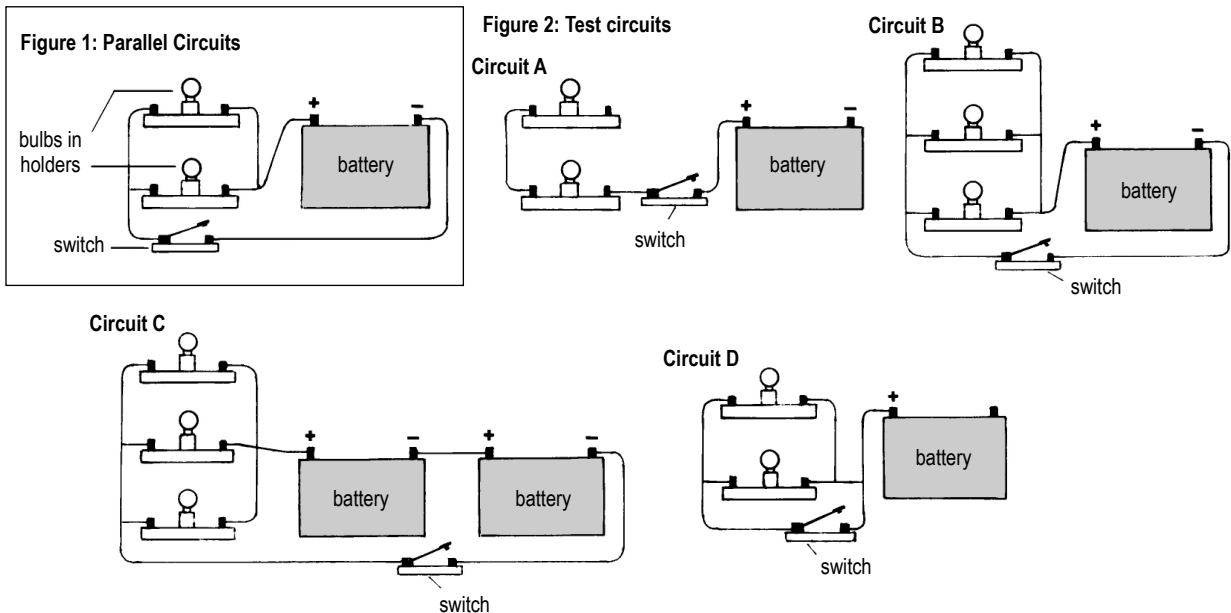 Figure 1: Parallel Circuits
bulbs in
holders
+
−
battery
switch
Figure 2: Test circuits
Circuit A
+
−
battery
switch
Circuit B
+
−
battery
switch
Circuit C
+
−
+
−
battery
battery
switch
Circuit D
+
battery
switch